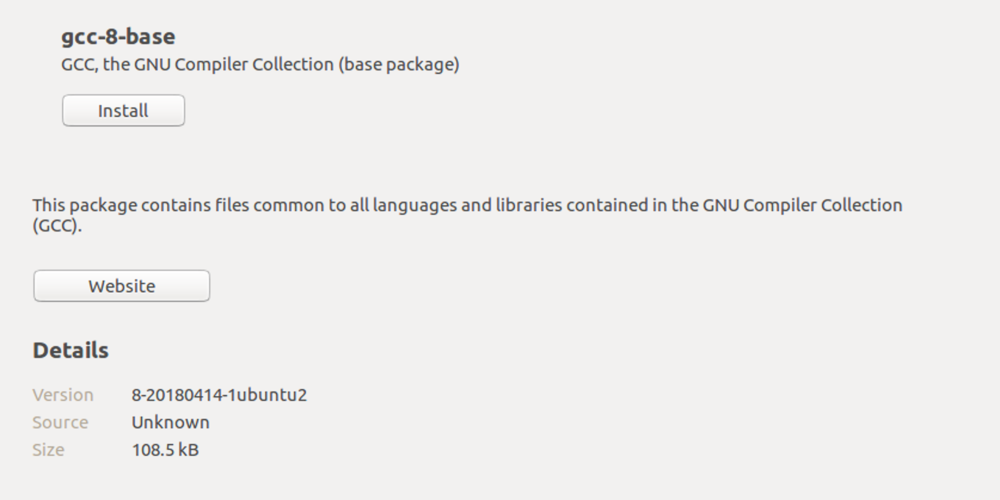 gcc-8-base
GCC, the GNU Compiler Collection (base package)
Install
This package contains files common to all languages and libraries contained in the GNU Compiler Collection
(GCC).
Website
Details
Version 8-20180414-1ubuntu2
Source Unknown
Size 108.5 kB